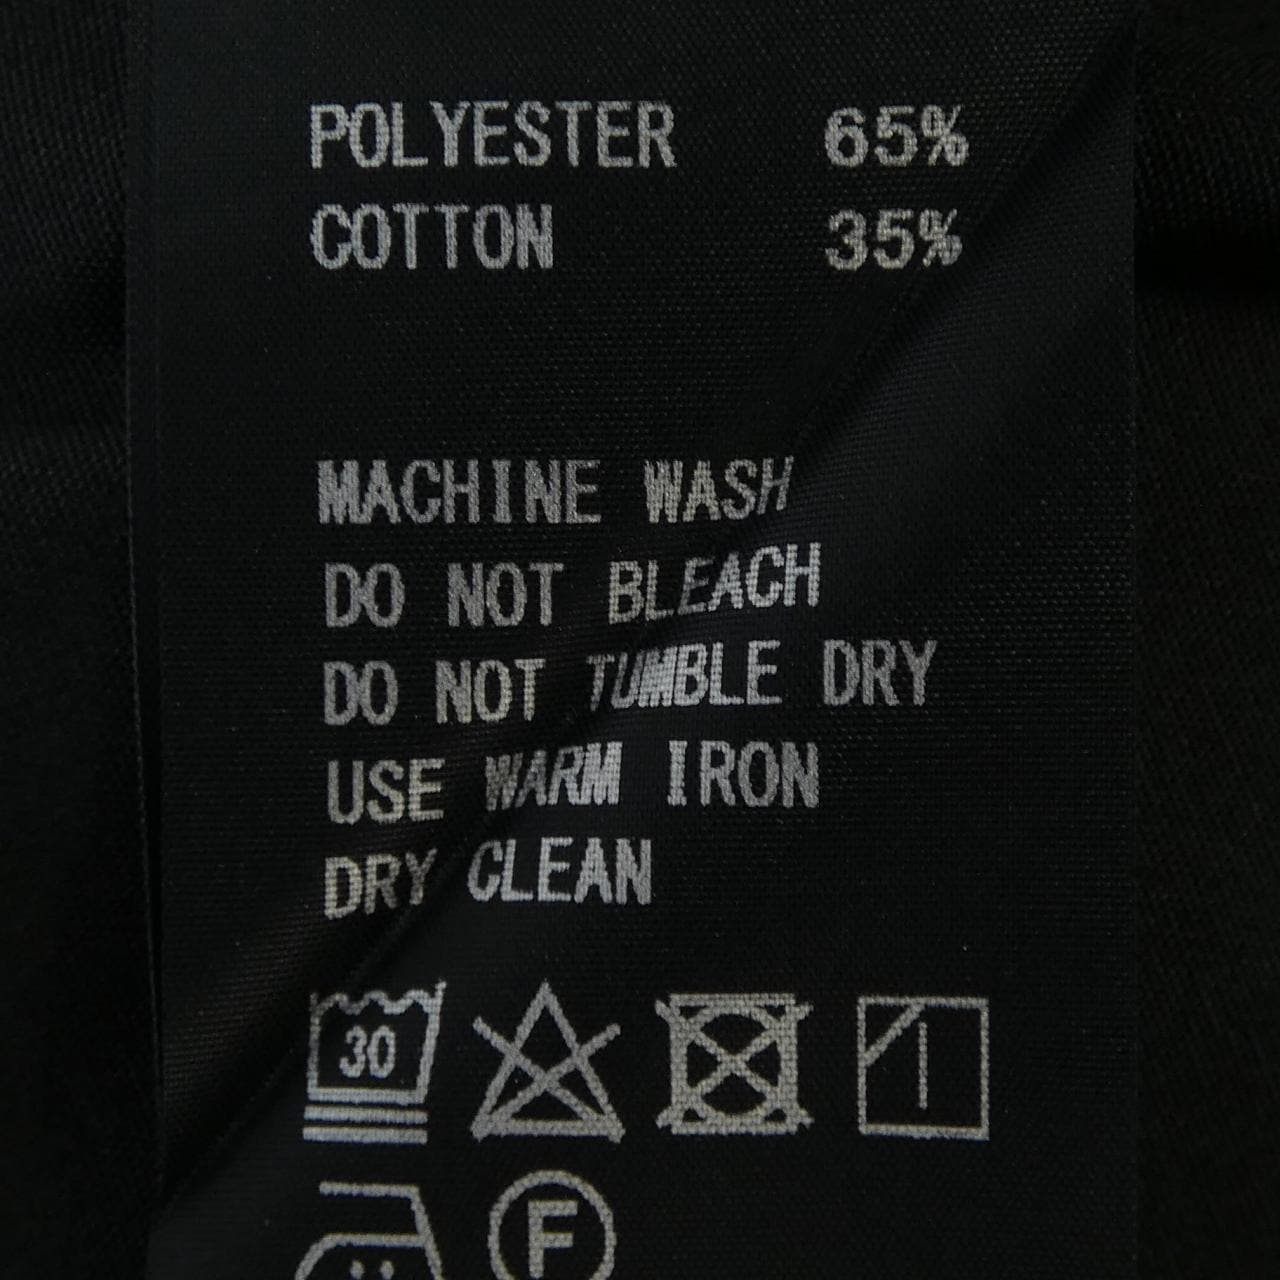 POLYESTER 65%
COTTON 35%
MACHINE WASH
DO NOT BLEACH
DO NOT TUMBLE DRY
USE WARM IRON
DRY CLEAN
30
F